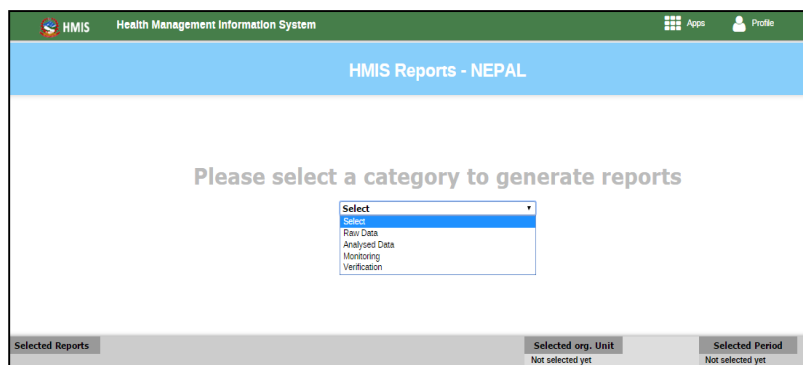 HMIS Health Management Information System Apps Profile
HMIS Reports - NEPAL
Please select a category to generate reports
Select
Select
Raw Data
Analysed Data
Monitoring
Verification
Selected Reports Selected org. Unit Selected Period
Not selected yet Not selected yet